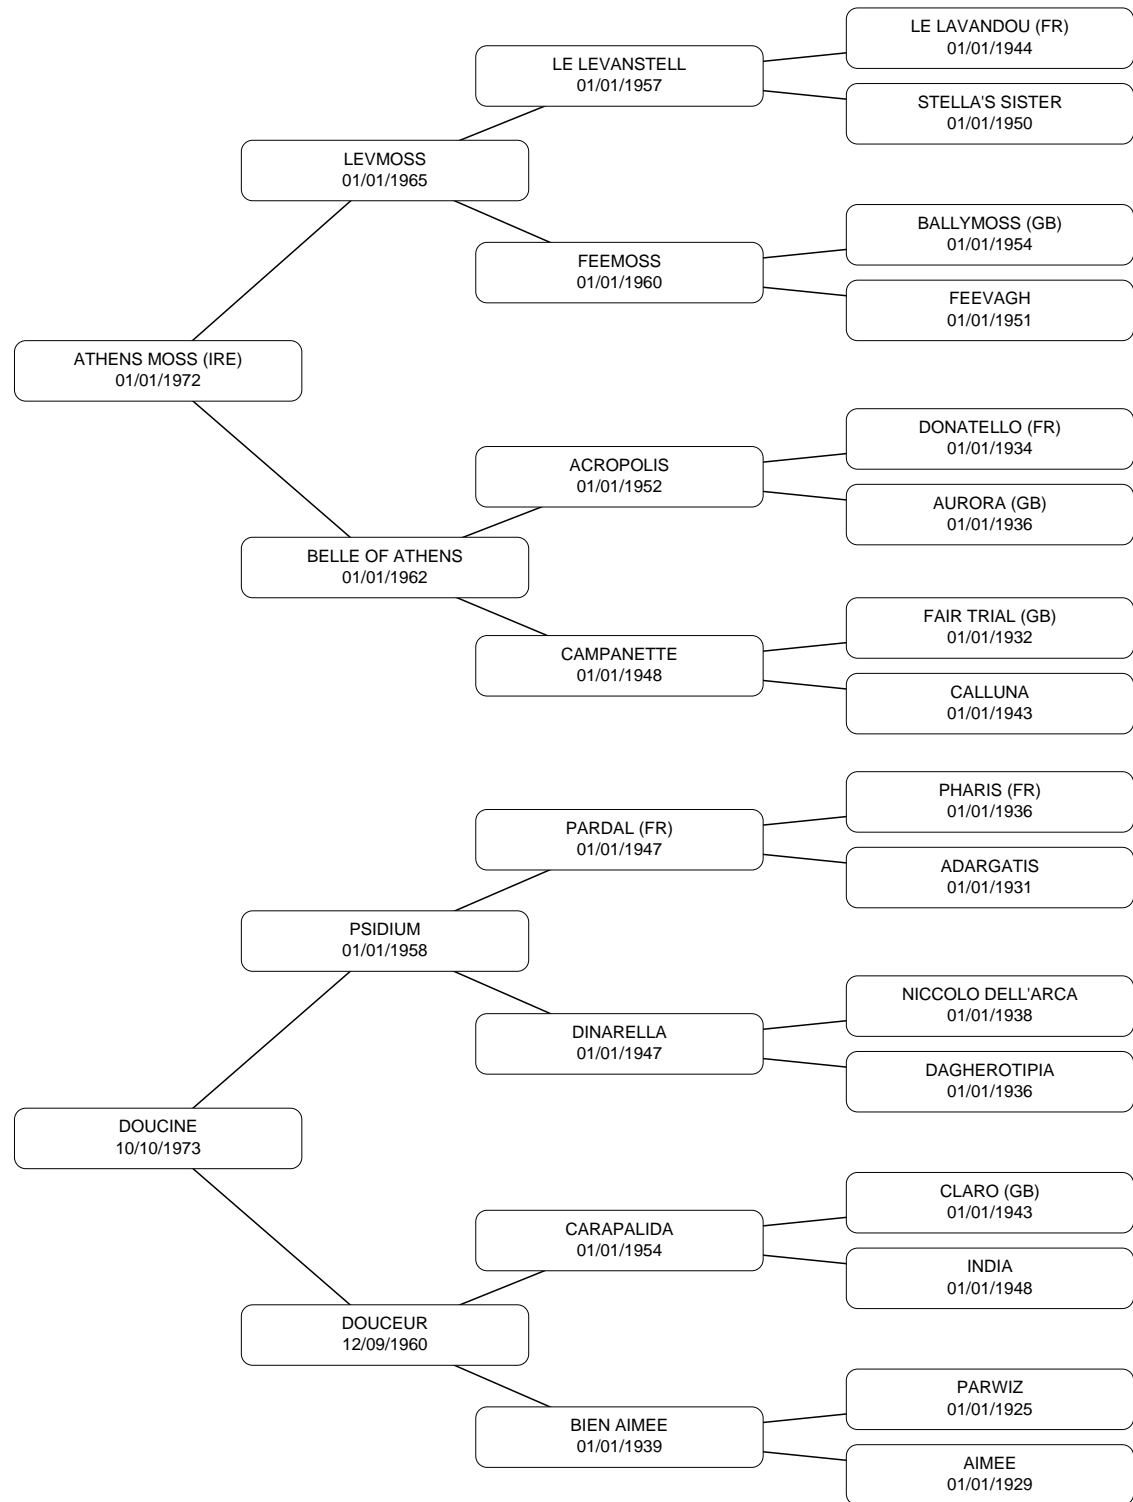 LE LAVANDOU (FR)
01/01/1944
LE LEVANSTELL
01/01/1957
STELLA'S SISTER
01/01/1950
LEVMOSS
01/01/1965
BALLYMOSS (GB)
01/01/1954
FEEMOSS
01/01/1960
FEEVAGH
01/01/1951
ATHENS MOSS (IRE)
01/01/1972
DONATELLO (FR)
01/01/1934
ACROPOLIS
01/01/1952
AURORA (GB)
01/01/1936
BELLE OF ATHENS
01/01/1962
FAIR TRIAL (GB)
01/01/1932
CAMPANETTE
01/01/1948
CALLUNA
01/01/1943
PHARIS (FR)
01/01/1936
PARDAL (FR)
01/01/1947
ADARGATIS
01/01/1931
PSIDIUM
01/01/1958
NICCOLO DELL'ARCA
01/01/1938
DINARELLA
01/01/1947
DAGHEROTIPIA
01/01/1936
DOUCINE
10/10/1973
CLARO (GB)
01/01/1943
CARAPALIDA
01/01/1954
INDIA
01/01/1948
DOUCEUR
12/09/1960
PARWIZ
01/01/1925
BIEN AIMEE
01/01/1939
AIMEE
01/01/1929